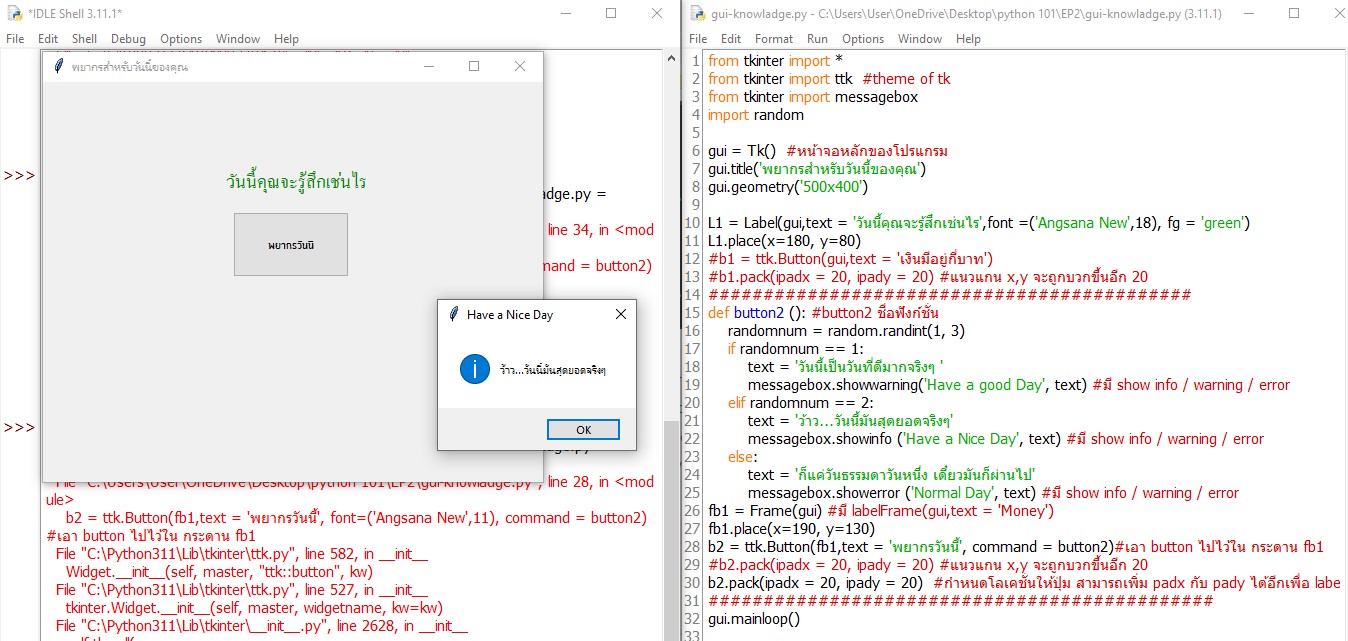 *IDLE Shell 3.11.1*
File Edit Shell Debug Options Window Help
พยากรสำหรับวันนี้ของคุณ
>>>
วันนี้คุณจะรู้สึกเช่นไร
พยากรวันนี้
adge.py =
line 34, in <mod
mand = button2)
Have a Nice Day
ว้าว...วันนี้มันสุดยอดจริงๆ
OK
>>>
File "C:\Users\User\OneDrive\Desktop\python 101\EP2\gui-knowladge.py", line 28, in <mod
ule>
b2 = ttk.Button(fb1,text = 'พยากรวันนี้', font=('Angsana New',11), command = button2)
#เอา button ไปไว้ใน กระดาน fb1
File "C:\Python311\Lib\tkinter\ttk.py", line 582, in __init__
Widget.__init__(self, master, "ttk::button", kw)
File "C:\Python311\Lib\tkinter\ttk.py", line 527, in __init__
tkinter.Widget.__init__(self, master, widgetname, kw=kw)
File "C:\Python311\Lib\tkinter\__init__.py", line 2628, in __init__
gui-knowladge.py - C:\Users\User\OneDrive\Desktop\python 101\EP2\gui-knowladge.py (3.11.1)
File Edit Format Run Options Window Help
1 from tkinter import *
2 from tkinter import ttk #theme of tk
3 from tkinter import messagebox
4 import random
5
6 gui = Tk() #หน้าจอหลักของโปรแกรม
7 gui.title('พยากรสำหรับวันนี้ของคุณ')
8 gui.geometry('500x400')
9
10 L1 = Label(gui,text = 'วันนี้คุณจะรู้สึกเช่นไร',font =('Angsana New',18), fg = 'green')
11 L1.place(x=180, y=80)
12 #b1 = ttk.Button(gui,text = 'เงินมีอยู่กี่บาท')
13 #b1.pack(ipadx = 20, ipady = 20) #แนวแกน x,y จะถูกบวกขึ้นอีก 20
14 ############################################
15 def button2 (): #button2 ชื่อฟังก์ชัน
16 randomnum = random.randint(1, 3)
17 if randomnum == 1:
18 text = 'วันนี้เป็นวันที่ดีมากจริงๆ '
19 messagebox.showwarning('Have a good Day', text) #มี show info / warning / error
20 elif randomnum == 2:
21 text = 'ว้าว...วันนี้มันสุดยอดจริงๆ'
22 messagebox.showinfo ('Have a Nice Day', text) #มี show info / warning / error
23 else:
24 text = 'ก็แค่วันธรรมดาวันหนึ่ง เดี๋ยวมันก็ผ่านไป'
25 messagebox.showerror ('Normal Day', text) #มี show info / warning / error
26 fb1 = Frame(gui) #มี labelFrame(gui,text = 'Money')
27 fb1.place(x=190, y=130)
28 b2 = ttk.Button(fb1,text = 'พยากรวันนี้', command = button2)#เอา button ไปไว้ใน กระดาน fb1
29 #b2.pack(ipadx = 20, ipady = 20) #แนวแกน x,y จะถูกบวกขึ้นอีก 20
30 b2.pack(ipadx = 20, ipady = 20) #กำหนดโลเคชั่นให้ปุ่ม สามารถเพิ่ม padx กับ pady ได้อีกเพื่อ labe
31 ##############################################
32 gui.mainloop()
33